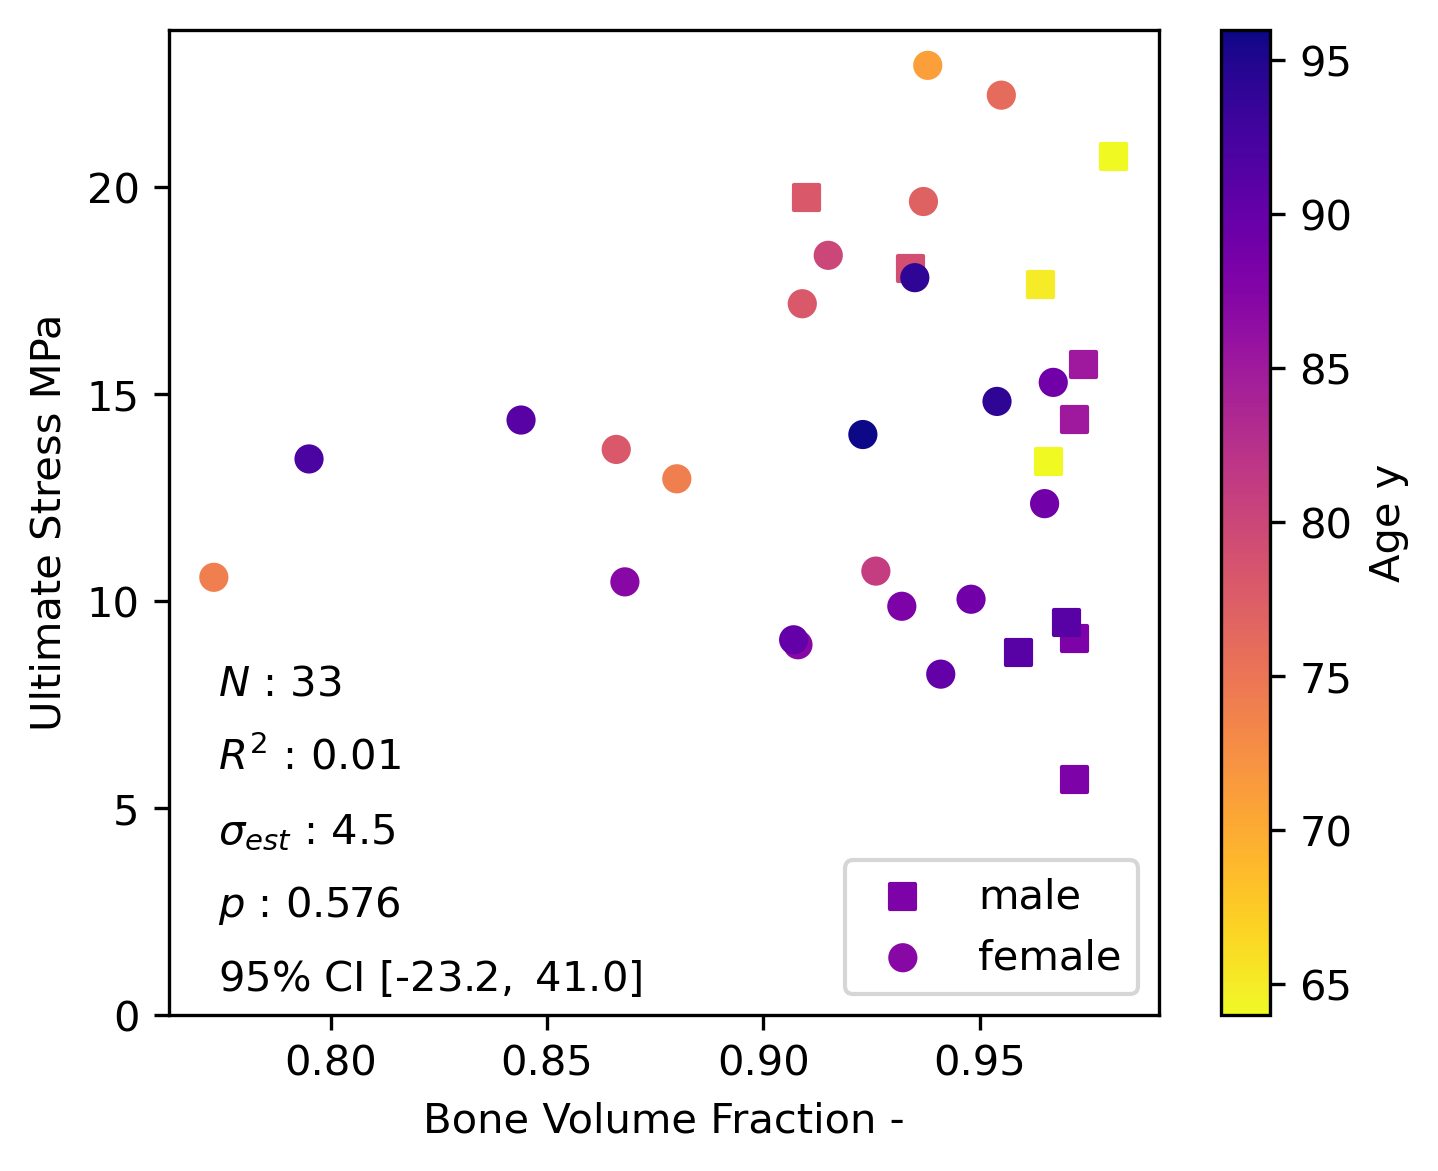 Ultimate Stress MPa
20
15
10
5
0
N : 33
R² : 0.01
σest : 4.5
p : 0.576
95% CI [-23.2, 41.0]
male
female
0.80 0.85 0.90 0.95
Bone Volume Fraction -
95
90
85
80
75
70
65
Age y